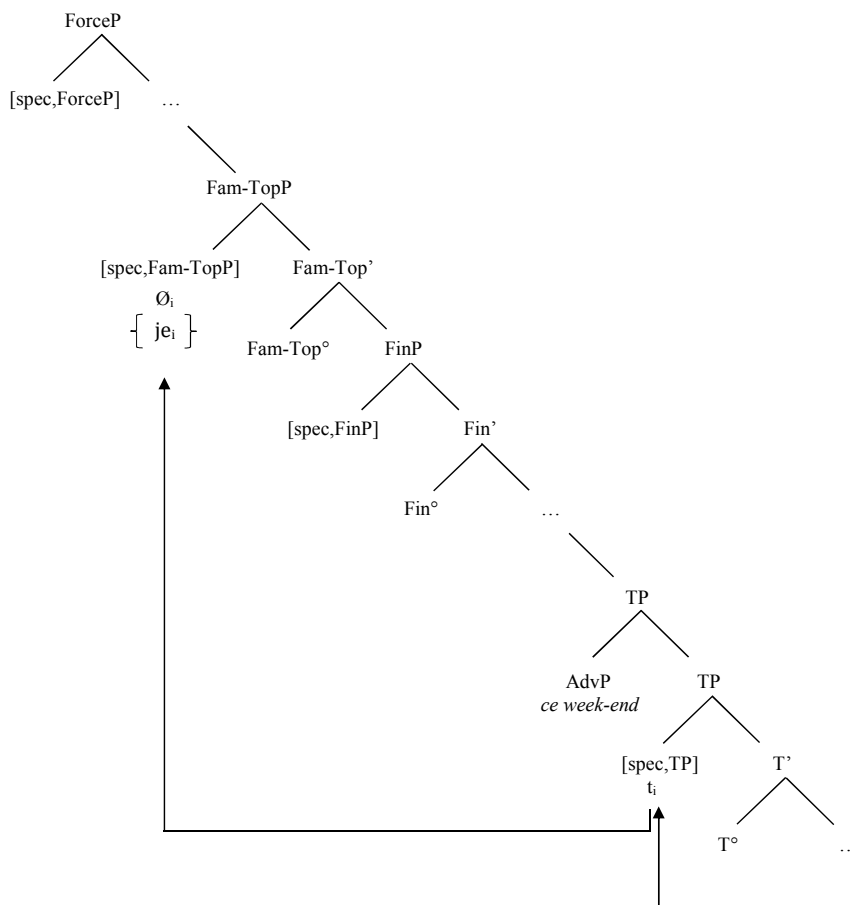 ForceP
[spec,ForceP] …
Fam-TopP
[spec,Fam-TopP] Fam-Top’
Øᵢ
{ jeᵢ }
Fam-Top° FinP
[spec,FinP] Fin’
Fin° …
TP
AdvP TP
ce week-end
[spec,TP] T’
tᵢ
T° …